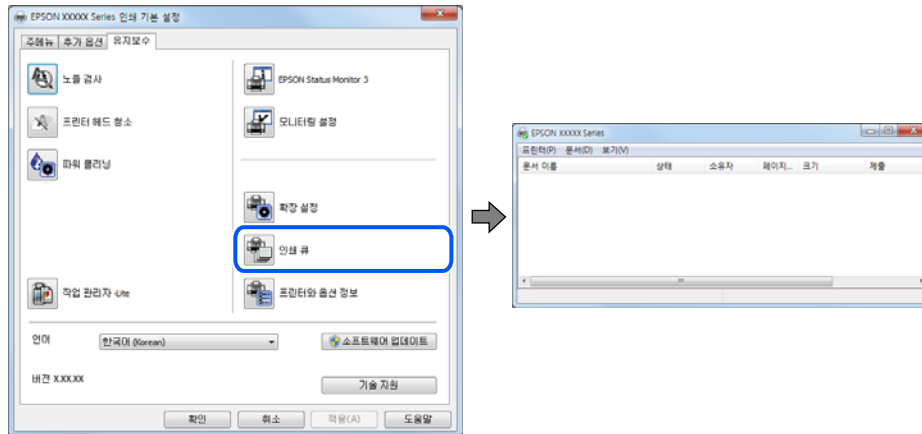 EPSON XXXXX Series 인쇄 기본 설정
주메뉴 추가 옵션 유지보수
노즐 검사
EPSON Status Monitor 3
프린터 헤드 청소
모니터링 설정
파워 클리닝
확장 설정
인쇄 큐
작업 관리자 -Lite
프린터와 옵션 정보
언어 한국어 (Korean) 소프트웨어 업데이트
버전 X.XX.XX 기술 지원
확인 취소 적용(A) 도움말
EPSON XXXXX Series
프린터(P) 문서(D) 보기(V)
문서 이름 상태 소유자 페이지... 크기 제출